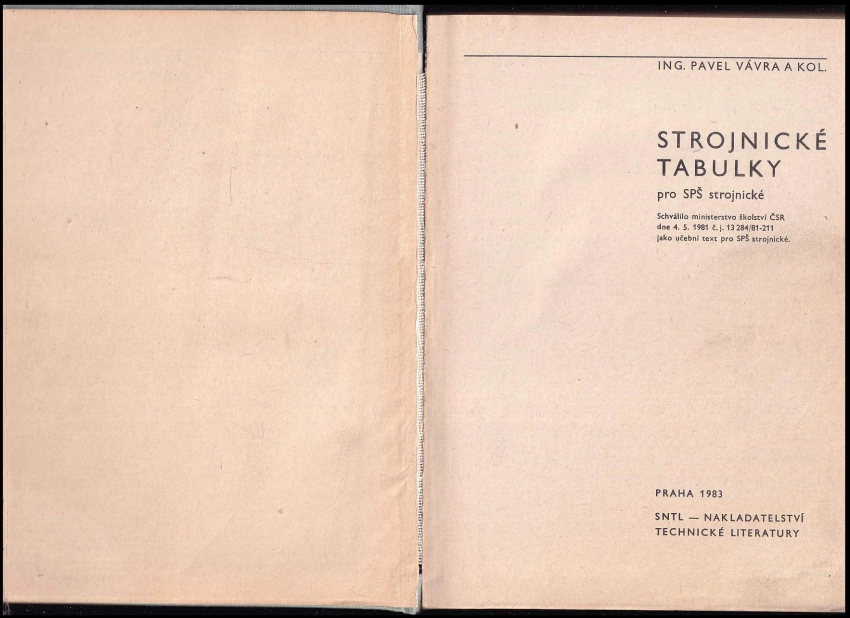 ING. PAVEL VÁVRA A KOL.
STROJNICKÉ
TABULKY
pro SPŠ strojnické
Schválilo ministerstvo školství ČSR
dne 4. 5. 1981 č. j. 13 284/81-211
jako učební text pro SPŠ strojnické.
PRAHA 1983
SNTL — NAKLADATELSTVÍ
TECHNICKÉ LITERATURY